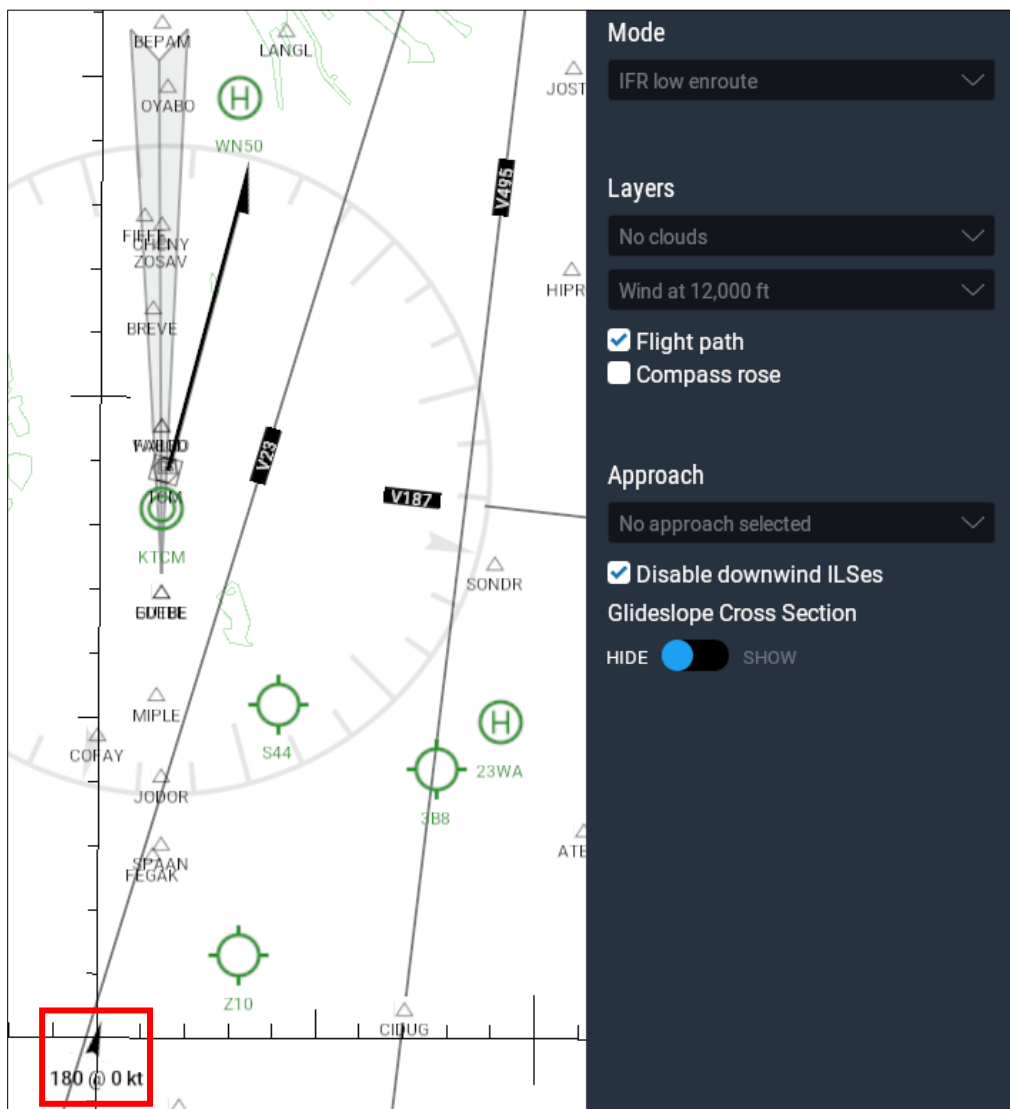 BEPAM
LANGL
OYABO
JOST
WN50
V495
CHENY
ZOSAV
HIPR
BREVE
V23
TCM
V187
KTCM
SONDR
MIPLE
COFAY
S44
23WA
JODOR
3B8
SPAAN
FEGAK
ATE
Z10
CIDUG
180 @ 0 kt
Mode
IFR low enroute
Layers
No clouds
Wind at 12,000 ft
Flight path
Compass rose
Approach
No approach selected
Disable downwind ILSes
Glideslope Cross Section
HIDE
SHOW